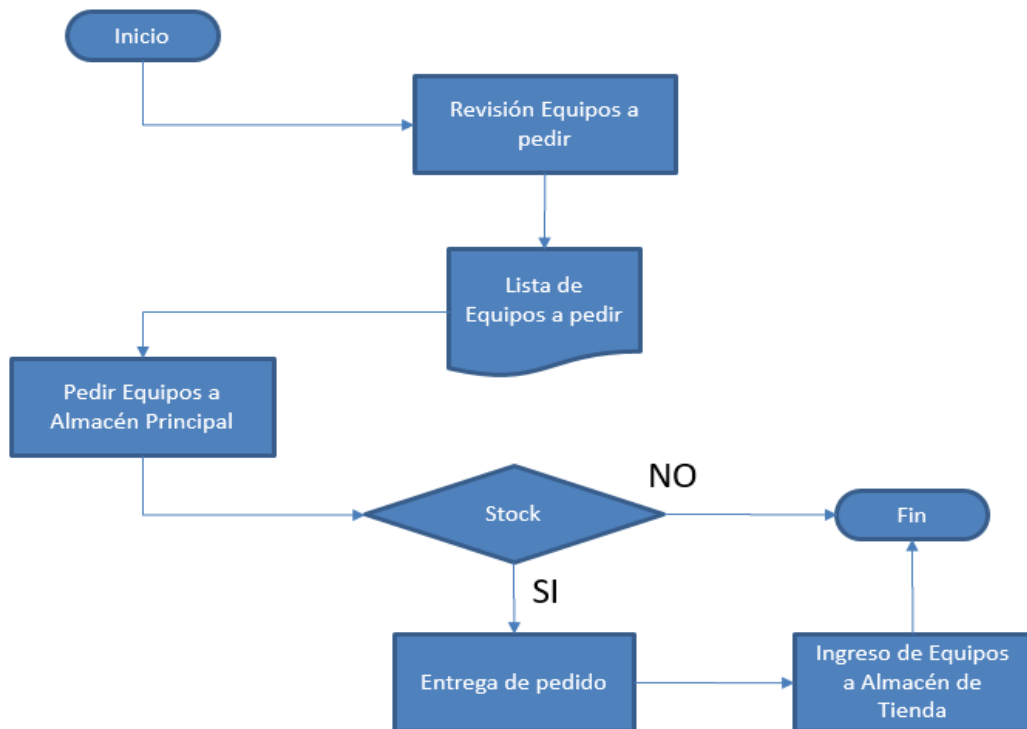 Inicio
Revisión Equipos a
pedir
Lista de
Equipos a pedir
Pedir Equipos a
Almacén Principal
Stock
NO
Fin
SI
Entrega de pedido
Ingreso de Equipos
a Almacén de
Tienda